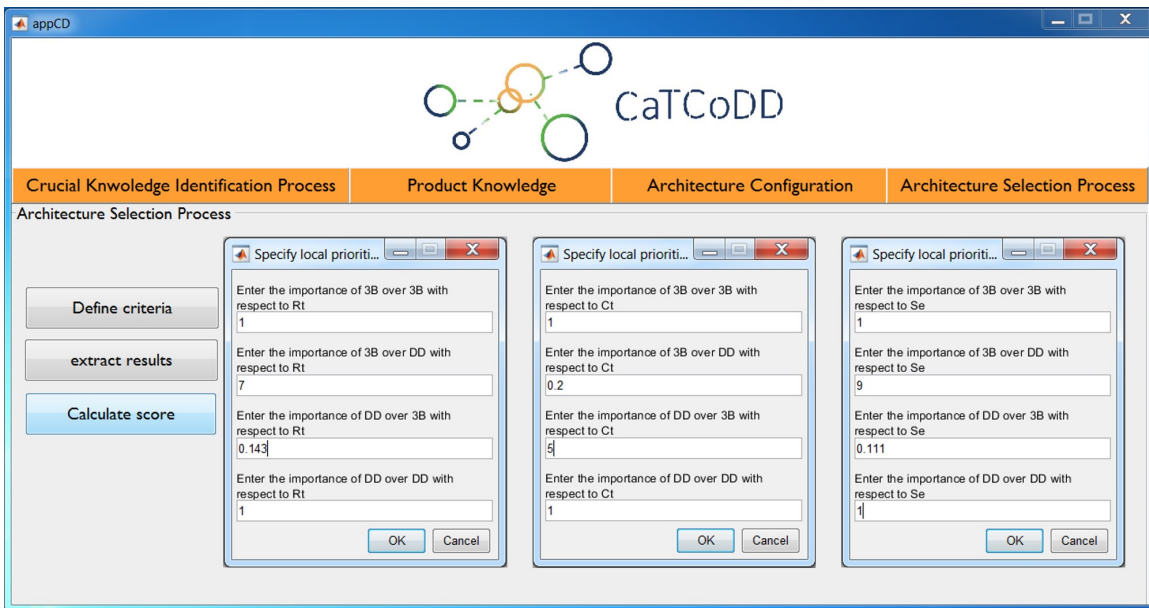 appCD
CaTCoDD
Crucial Knwoledge Identification Process
Product Knowledge
Architecture Configuration
Architecture Selection Process
Architecture Selection Process
Define criteria
extract results
Calculate score
Specify local prioriti...
Enter the importance of 3B over 3B with
respect to Rt
1
Enter the importance of 3B over DD with
respect to Rt
7
Enter the importance of DD over 3B with
respect to Rt
0.143
Enter the importance of DD over DD with
respect to Rt
1
OK
Cancel
Specify local prioriti...
Enter the importance of 3B over 3B with
respect to Ct
1
Enter the importance of 3B over DD with
respect to Ct
0.2
Enter the importance of DD over 3B with
respect to Ct
5
Enter the importance of DD over DD with
respect to Ct
1
OK
Cancel
Specify local prioriti...
Enter the importance of 3B over 3B with
respect to Se
1
Enter the importance of 3B over DD with
respect to Se
9
Enter the importance of DD over 3B with
respect to Se
0.111
Enter the importance of DD over DD with
respect to Se
1
OK
Cancel